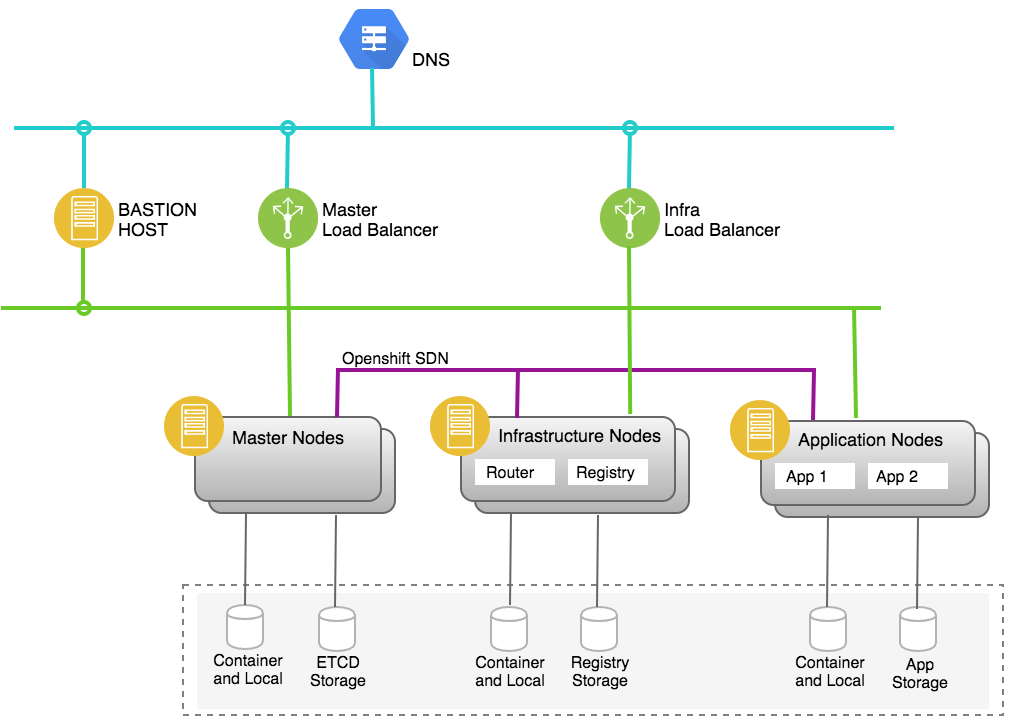 DNS
BASTION
HOST
Master
Load Balancer
Infra
Load Balancer
Openshift SDN
Master Nodes
Infrastructure Nodes
Router
Registry
Application Nodes
App 1
App 2
Container
and Local
ETCD
Storage
Container
and Local
Registry
Storage
Container
and Local
App
Storage